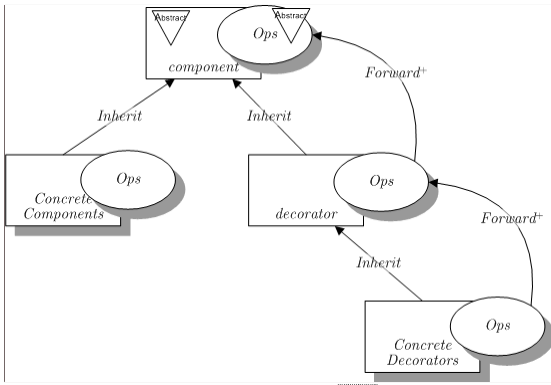 Abstract
Abstract
Ops
component
Forward+
Inherit
Inherit
Ops
Concrete
Components
Ops
decorator
Forward+
Inherit
Ops
Concrete
Decorators